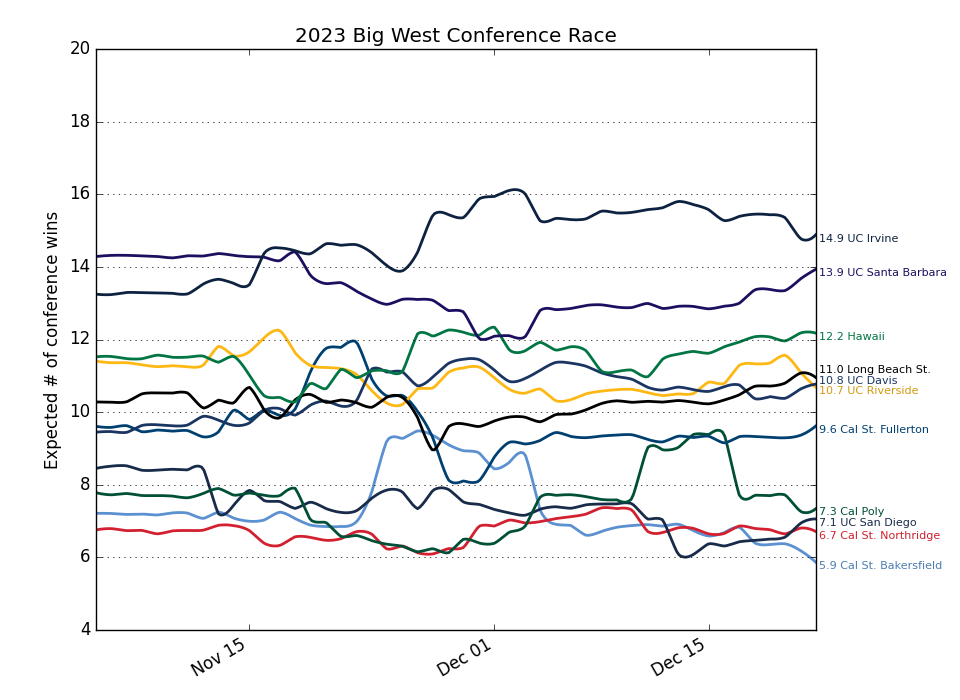 2023 Big West Conference Race
Expected # of conference wins
20
18
16
14
12
10
8
6
4
Nov 15
Dec 01
Dec 15
14.9 UC Irvine
13.9 UC Santa Barbara
12.2 Hawaii
11.0 Long Beach St.
10.8 UC Davis
10.7 UC Riverside
9.6 Cal St. Fullerton
7.3 Cal Poly
7.1 UC San Diego
6.7 Cal St. Northridge
5.9 Cal St. Bakersfield